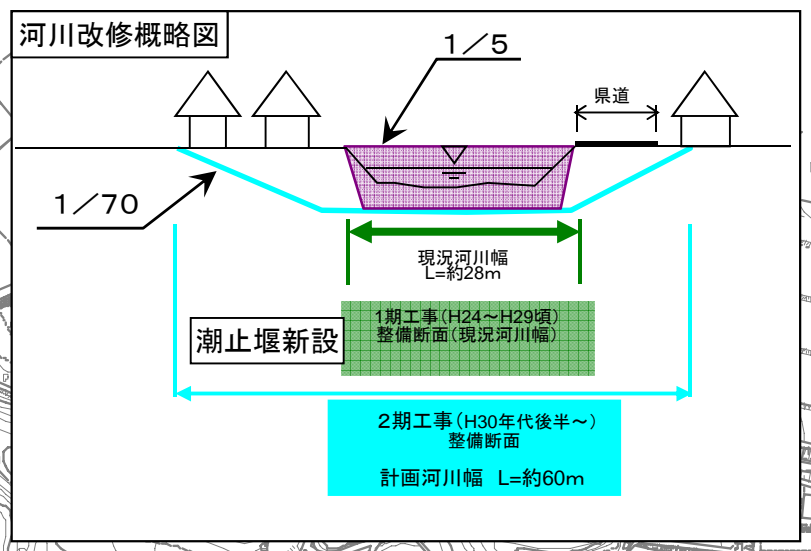 河川改修概略図
1／5
県道
1／70
現況河川幅
L=約28m
1期工事（H24～H29頃）
整備断面（現況河川幅）
潮止堰新設
2期工事（H30年代後半～）
整備断面
計画河川幅 L=約60m